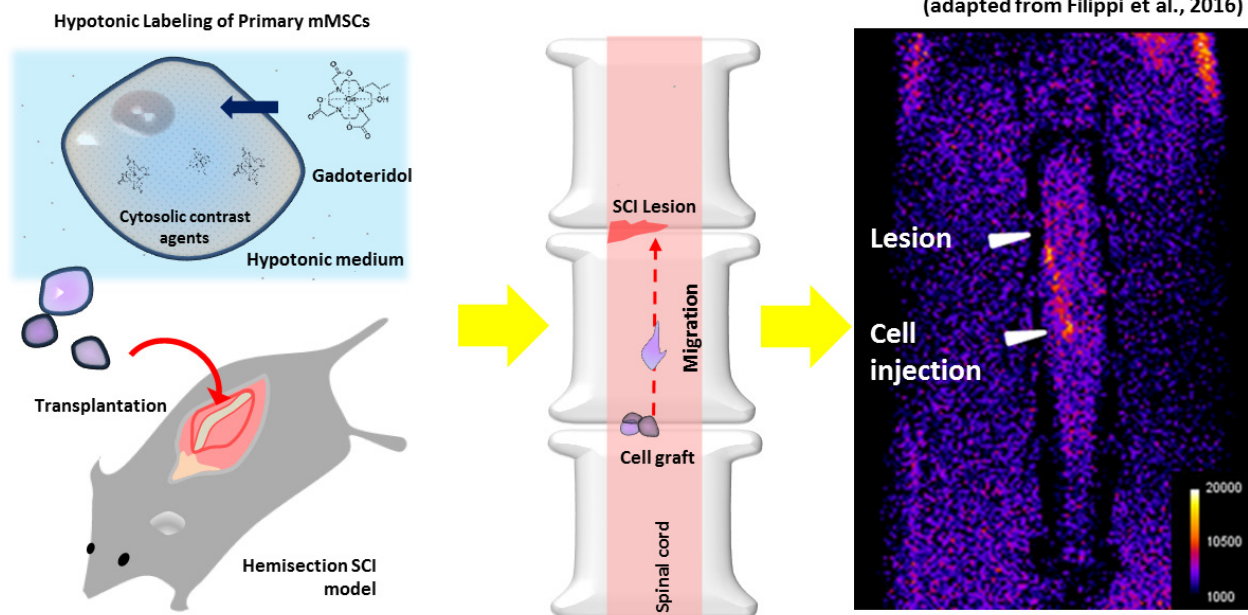 Hypotonic Labeling of Primary mMSCs
Gadoteridol
Cytosolic contrast
agents
Hypotonic medium
Transplantation
Hemisection SCI
model
SCI Lesion
Migration
Cell graft
Spinal cord
(adapted from Filippi et al., 2016)
Lesion
Cell
injection
20000
10500
1000